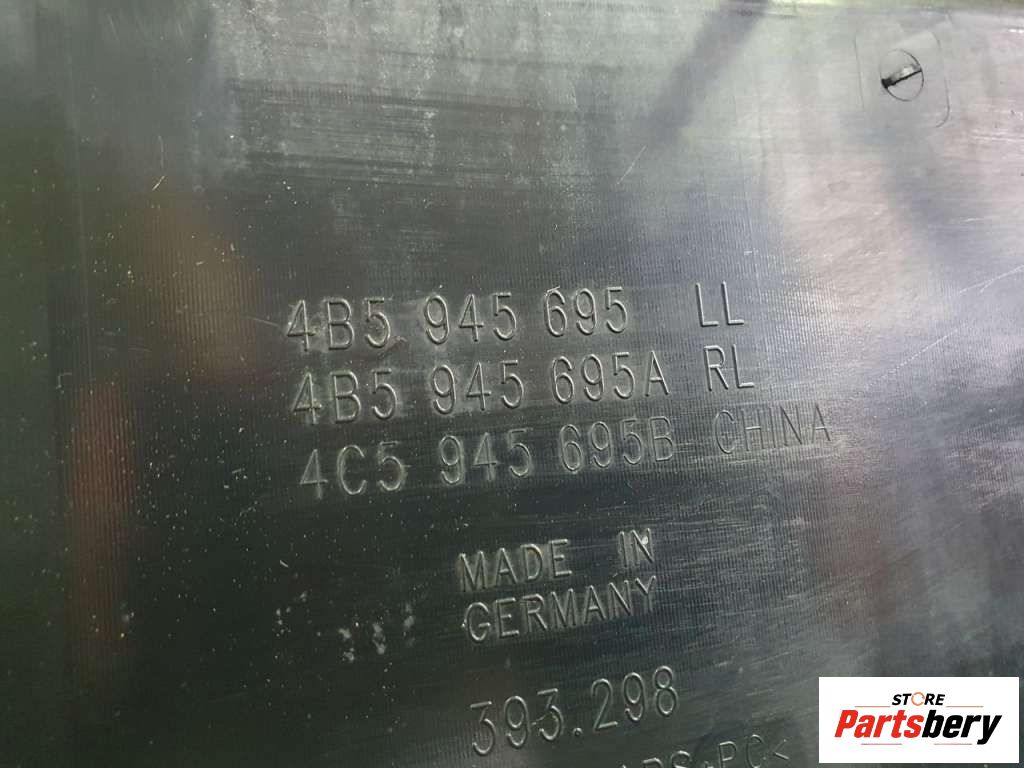 4B5 945 695 LL
4B5 945 695A RL
4C5 945 695B CHINA
MADE IN
GERMANY
393.298
STORE
Partsbery